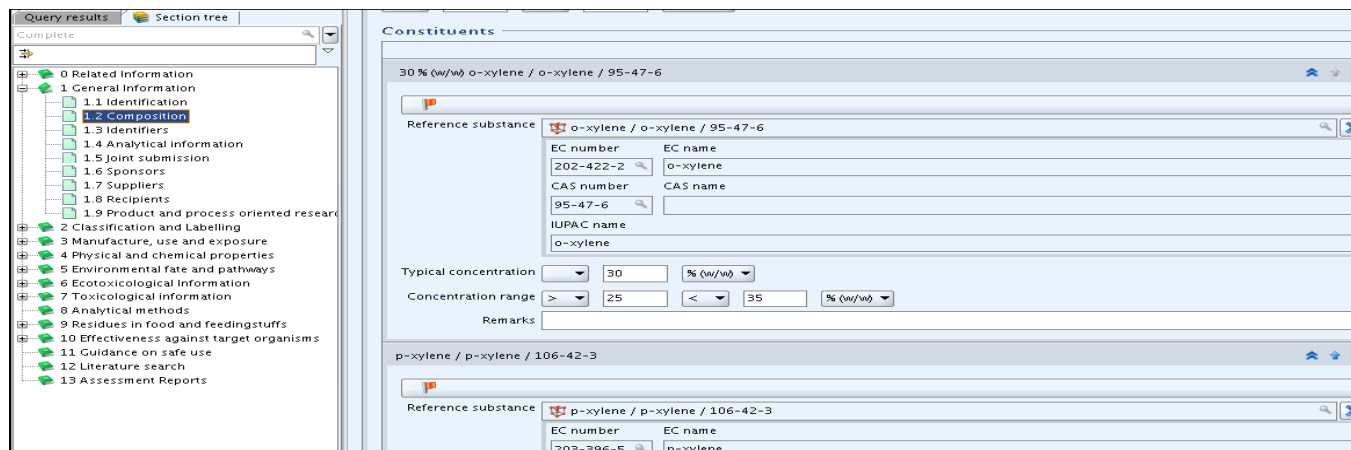 Query results
Section tree
Complete
0 Related Information
1 General Information
1.1 Identification
1.2 Composition
1.3 Identifiers
1.4 Analytical information
1.5 Joint submission
1.6 Sponsors
1.7 Suppliers
1.8 Recipients
1.9 Product and process oriented resear
2 Classification and Labelling
3 Manufacture, use and exposure
4 Physical and chemical properties
5 Environmental fate and pathways
6 Ecotoxicological Information
7 Toxicological information
8 Analytical methods
9 Residues in food and feedingstuffs
10 Effectiveness against target organisms
11 Guidance on safe use
12 Literature search
13 Assessment Reports
Constituents
30 % (w/w) o-xylene / o-xylene / 95-47-6
Reference substance o-xylene / o-xylene / 95-47-6
EC number EC name
202-422-2 o-xylene
CAS number CAS name
95-47-6
IUPAC name
o-xylene
Typical concentration 30 % (w/w)
Concentration range > 25 < 35 % (w/w)
Remarks
p-xylene / p-xylene / 106-42-3
Reference substance p-xylene / p-xylene / 106-42-3
EC number EC name
203-396-5 p-xylene